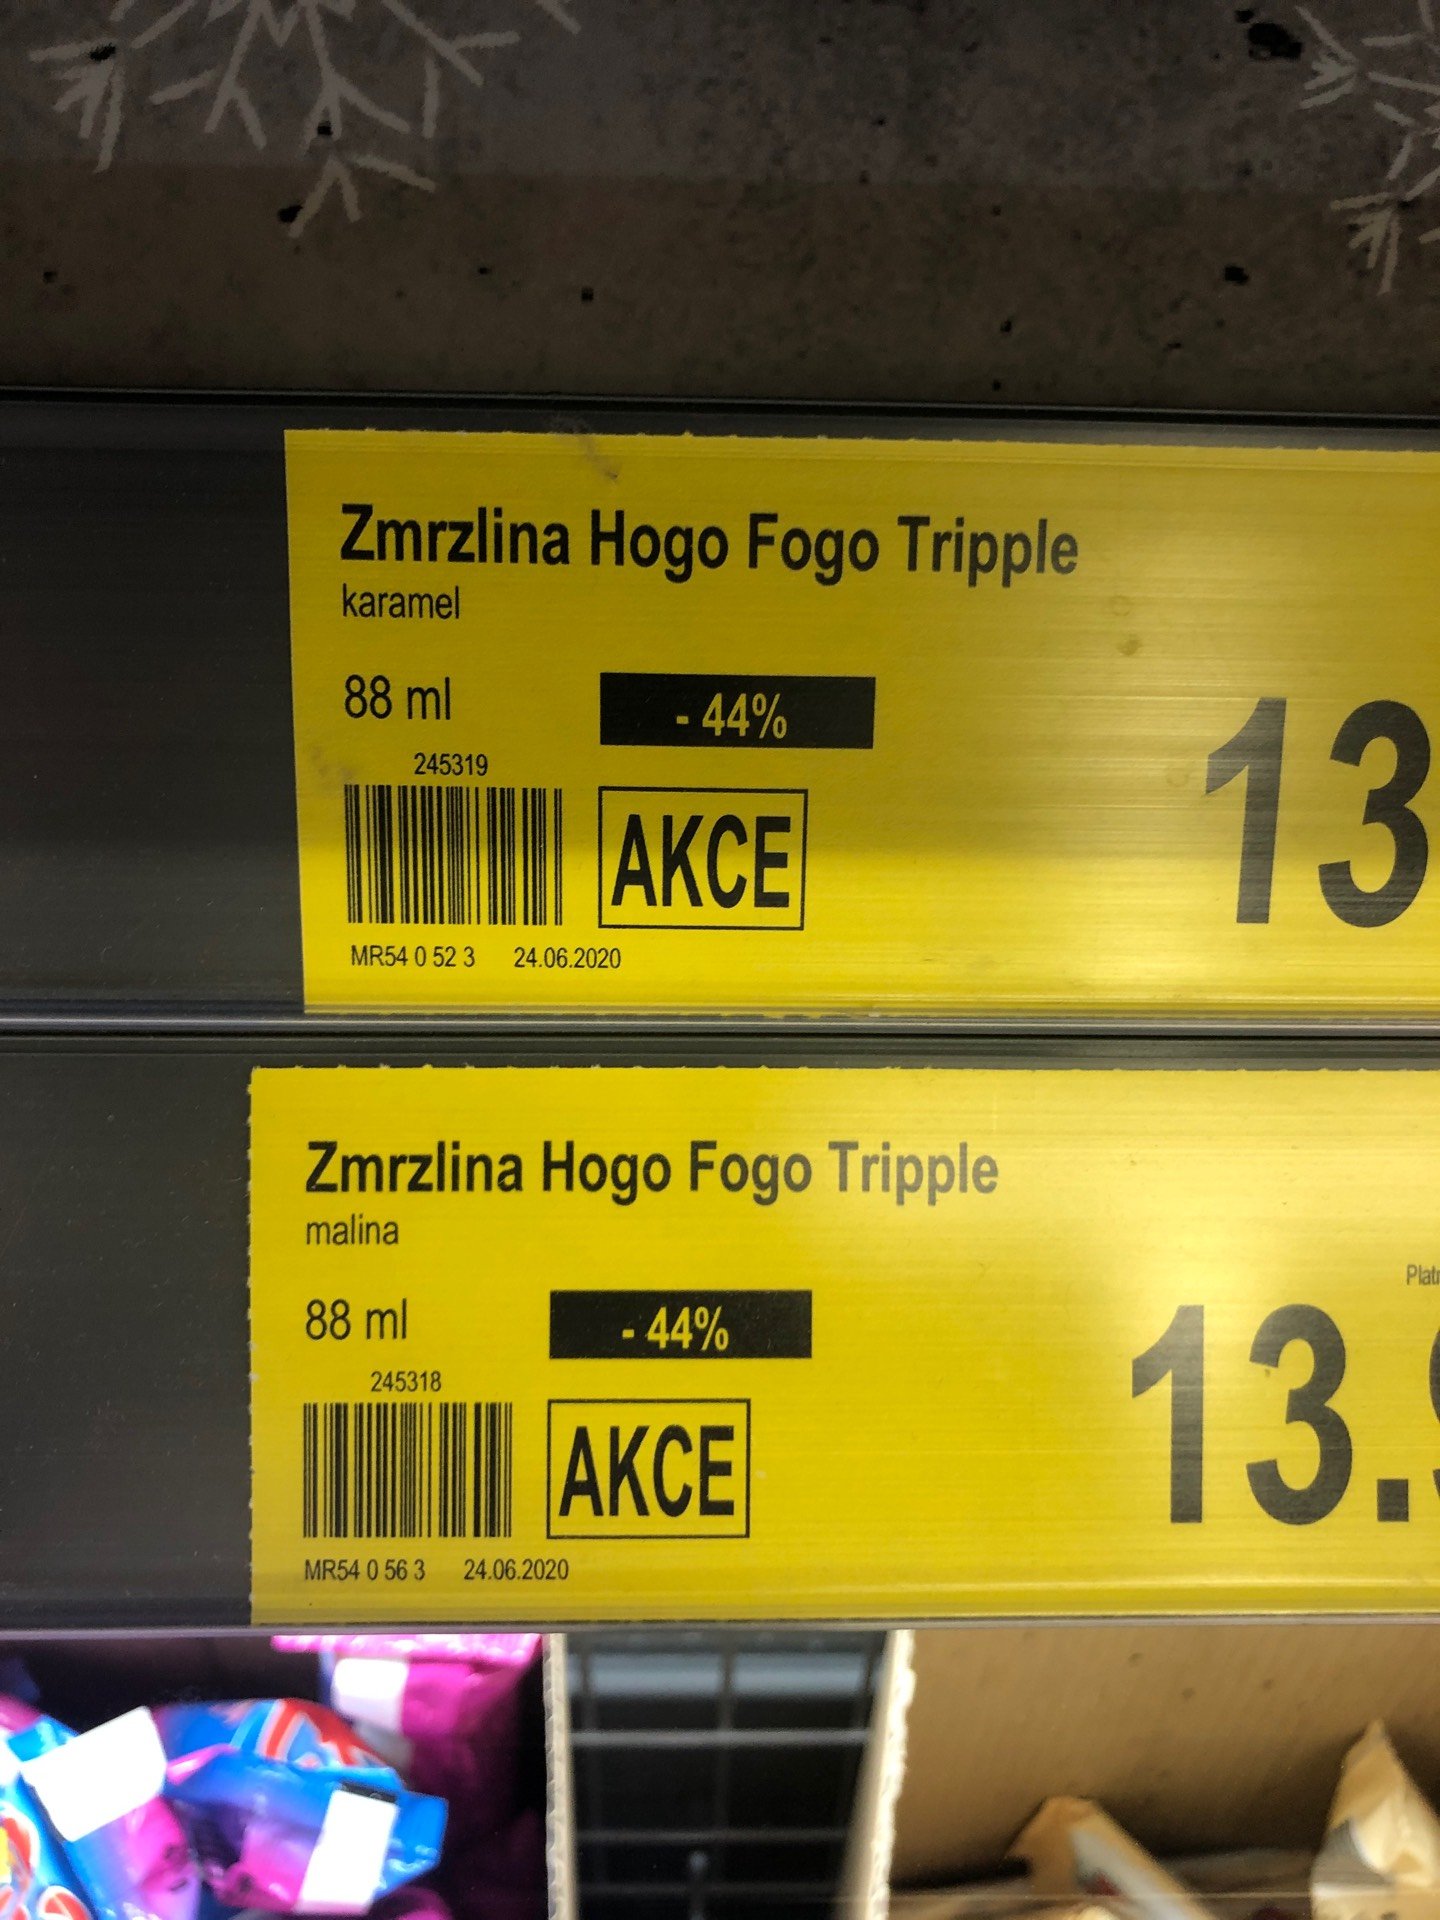 Zmrzlina Hogo Fogo Tripple
karamel
88 ml
- 44%
13
245319
AKCE
MR54 0 52 3 24.06.2020
Zmrzlina Hogo Fogo Tripple
malina
88 ml
- 44%
13.
245318
AKCE
MR54 0 56 3 24.06.2020